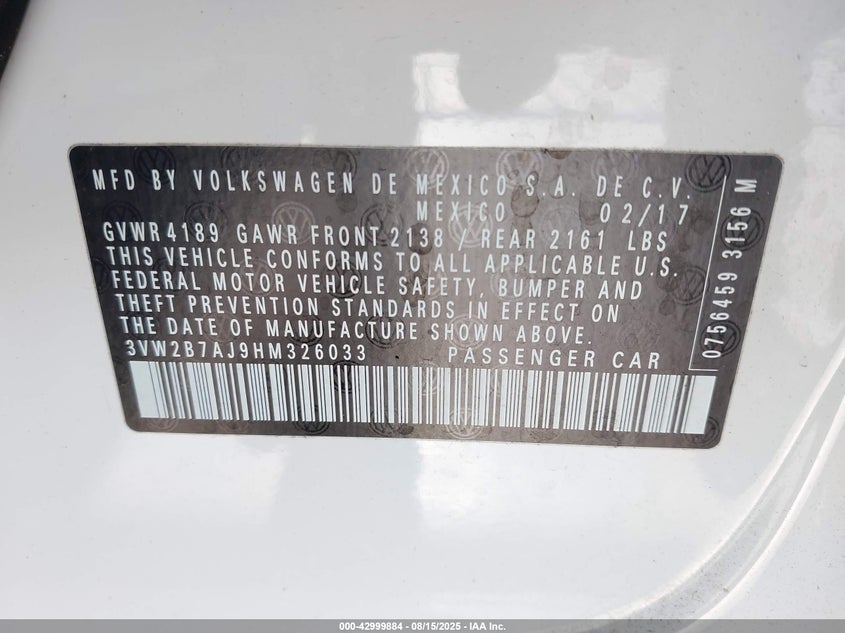 MFD BY VOLKSWAGEN DE MEXICO S.A. DE C.V.
MEXICO 02/17
GVWR 4189 GAWR FRONT 2138 / REAR 2161 LBS
THIS VEHICLE CONFORMS TO ALL APPLICABLE U.S.
FEDERAL MOTOR VEHICLE SAFETY, BUMPER AND
THEFT PREVENTION STANDARDS IN EFFECT ON
THE DATE OF MANUFACTURE SHOWN ABOVE.
3VW2B7AJ9HM326033 PASSENGER CAR
0756459 3156 M
000-42999884 - 08/15/2025 - IAA Inc.